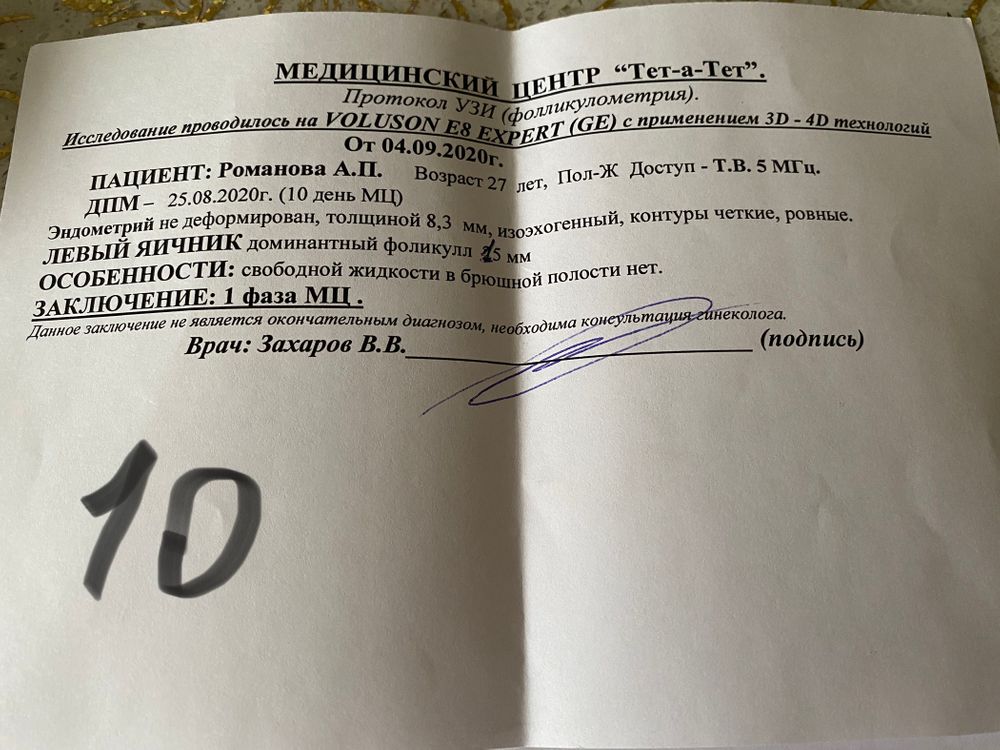 МЕДИЦИНСКИЙ ЦЕНТР “Тет-а-Тет”.
Протокол УЗИ (фолликулометрия).
Исследование проводилось на VOLUSON E8 EXPERT (GE) с применением 3D - 4D технологий
От 04.09.2020г.
ПАЦИЕНТ: Романова А.П. Возраст 27 лет, Пол-Ж Доступ - Т.В. 5 МГц.
ДПМ – 25.08.2020г. (10 день МЦ)
Эндометрий не деформирован, толщиной 8,3 мм, изоэхогенный, контуры четкие, ровные.
ЛЕВЫЙ ЯИЧНИК доминантный фоликулл 15 мм
ОСОБЕННОСТИ: свободной жидкости в брюшной полости нет.
ЗАКЛЮЧЕНИЕ: 1 фаза МЦ .
Данное заключение не является окончательным диагнозом, необходима консультация гинеколога.
Врач: Захаров В.В. (подпись)
10